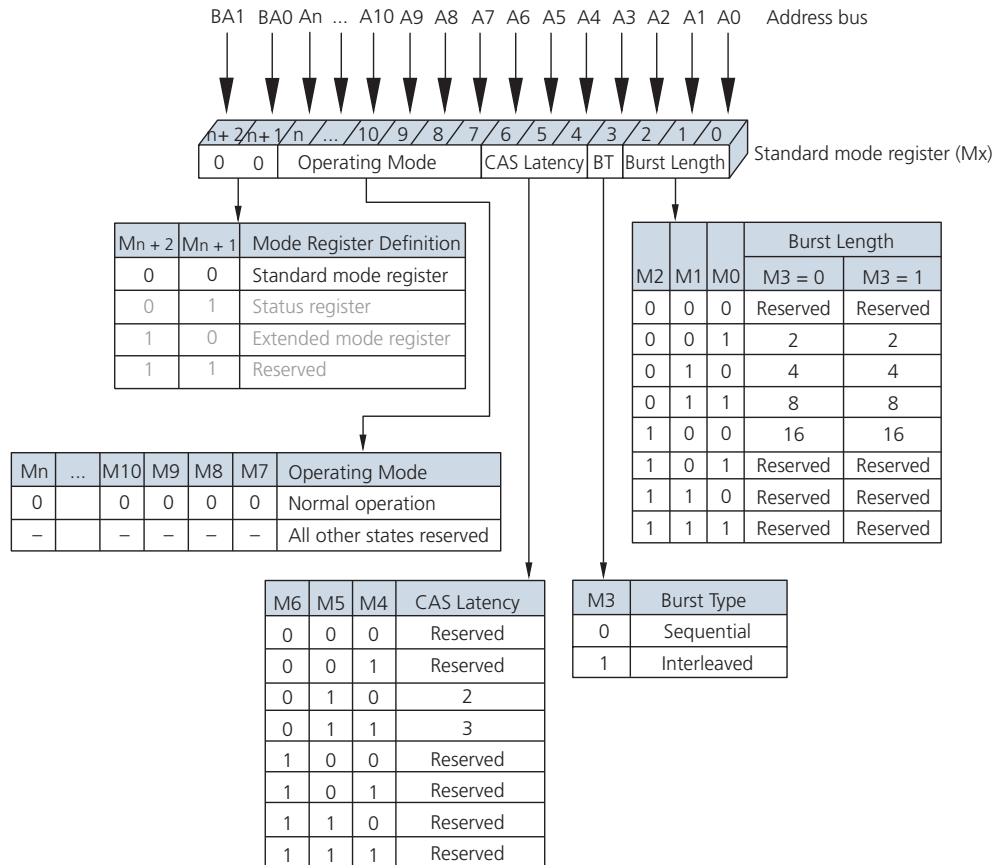 BA1 BA0 An ... A10 A9 A8 A7 A6 A5 A4 A3 A2 A1 A0 Address bus
n+ 2 n+ 1 n ... 10 9 8 7 6 5 4 3 2 1 0
0 0 Operating Mode CAS Latency BT Burst Length
Standard mode register (Mx)
Mn + 2 Mn + 1 Mode Register Definition
0 0 Standard mode register
0 1 Status register
1 0 Extended mode register
1 1 Reserved
Burst Length
M2 M1 M0 M3 = 0 M3 = 1
0 0 0 Reserved Reserved
0 0 1 2 2
0 1 0 4 4
0 1 1 8 8
1 0 0 16 16
1 0 1 Reserved Reserved
1 1 0 Reserved Reserved
1 1 1 Reserved Reserved
Mn ... M10 M9 M8 M7 Operating Mode
0 0 0 0 0 Normal operation
– – – – – All other states reserved
M6 M5 M4 CAS Latency
0 0 0 Reserved
0 0 1 Reserved
0 1 0 2
0 1 1 3
1 0 0 Reserved
1 0 1 Reserved
1 1 0 Reserved
1 1 1 Reserved
M3 Burst Type
0 Sequential
1 Interleaved